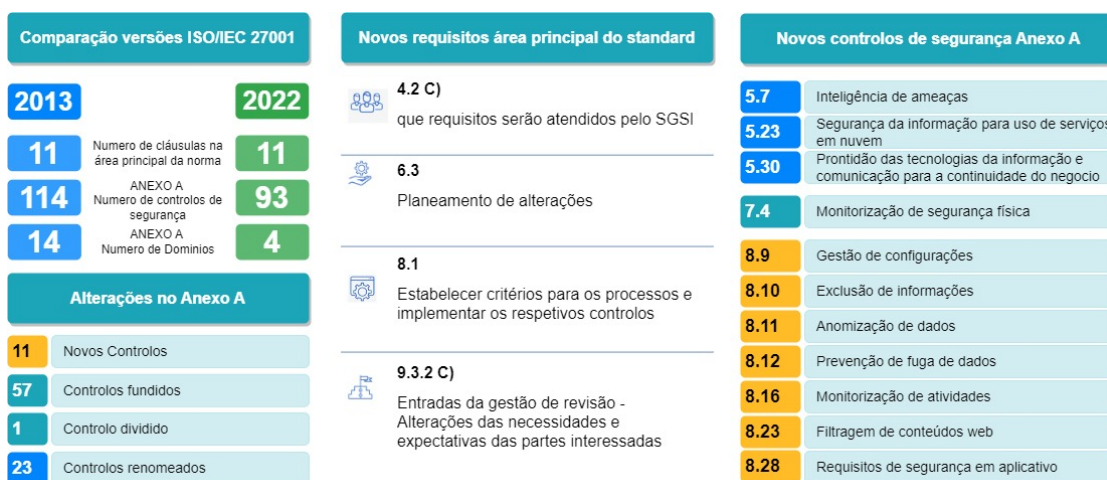 Comparação versões ISO/IEC 27001
2013
2022
11
Numero de cláusulas na
área principal da norma
11
114
ANEXO A
Numero de controlos de
segurança
93
14
ANEXO A
Numero de Dominios
4
Alterações no Anexo A
11
Novos Controlos
57
Controlos fundidos
1
Controlo dividido
23
Controlos renomeados
Novos requisitos área principal do standard
4.2 C)
que requisitos serão atendidos pelo SGSI
6.3
Planeamento de alterações
8.1
Estabelecer critérios para os processos e
implementar os respetivos controlos
9.3.2 C)
Entradas da gestão de revisão -
Alterações das necessidades e
expectativas das partes interessadas
Novos controlos de segurança Anexo A
5.7
Inteligência de ameaças
5.23
Segurança da informação para uso de serviços
em nuvem
5.30
Prontidão das tecnologias da informação e
comunicação para a continuidade do negocio
7.4
Monitorização de segurança física
8.9
Gestão de configurações
8.10
Exclusão de informações
8.11
Anomização de dados
8.12
Prevenção de fuga de dados
8.16
Monitorização de atividades
8.23
Filtragem de conteúdos web
8.28
Requisitos de segurança em aplicativo